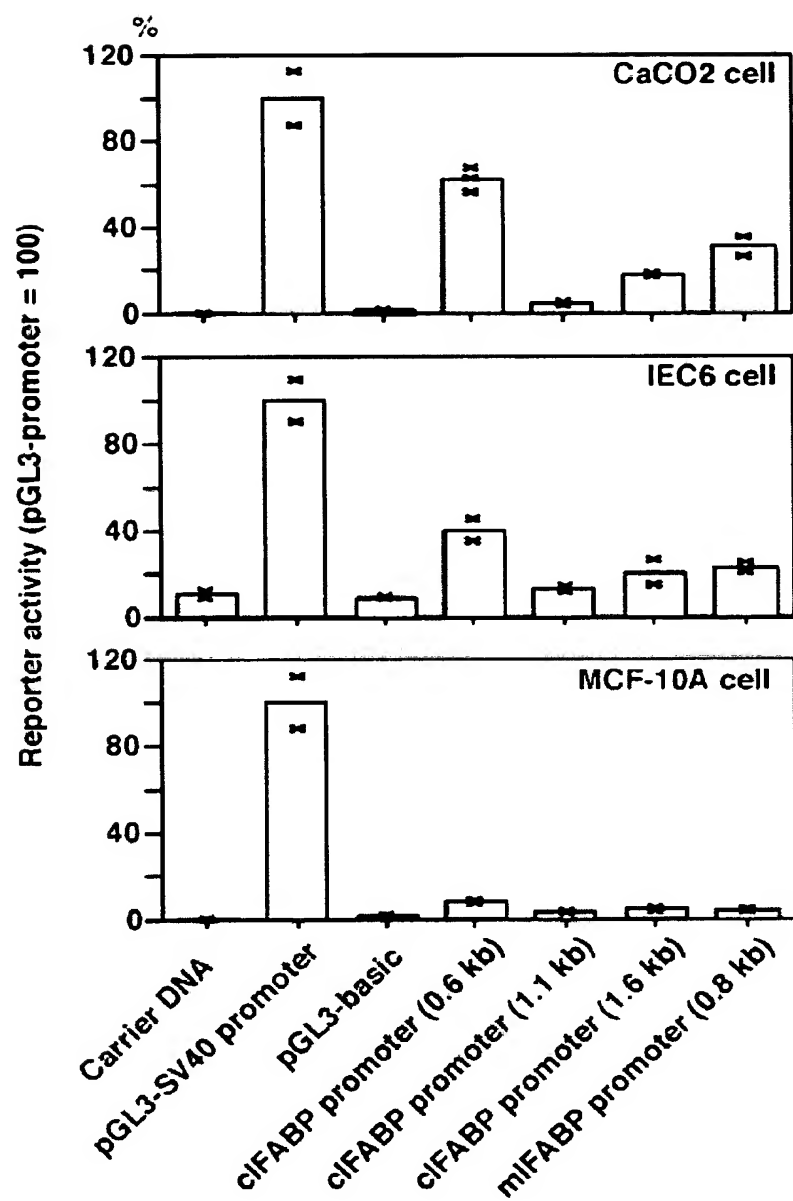 %
Reporter activity (pGL3-promoter = 100)
CaCO2 cell
120
80
40
0
IEC6 cell
120
80
40
0
MCF-10A cell
120
80
40
0
Carrier DNA
pGL3-SV40 promoter
pGL3-basic
cIFABP promoter (0.6 kb)
cIFABP promoter (1.1 kb)
cIFABP promoter (1.6 kb)
mIFABP promoter (0.8 kb)